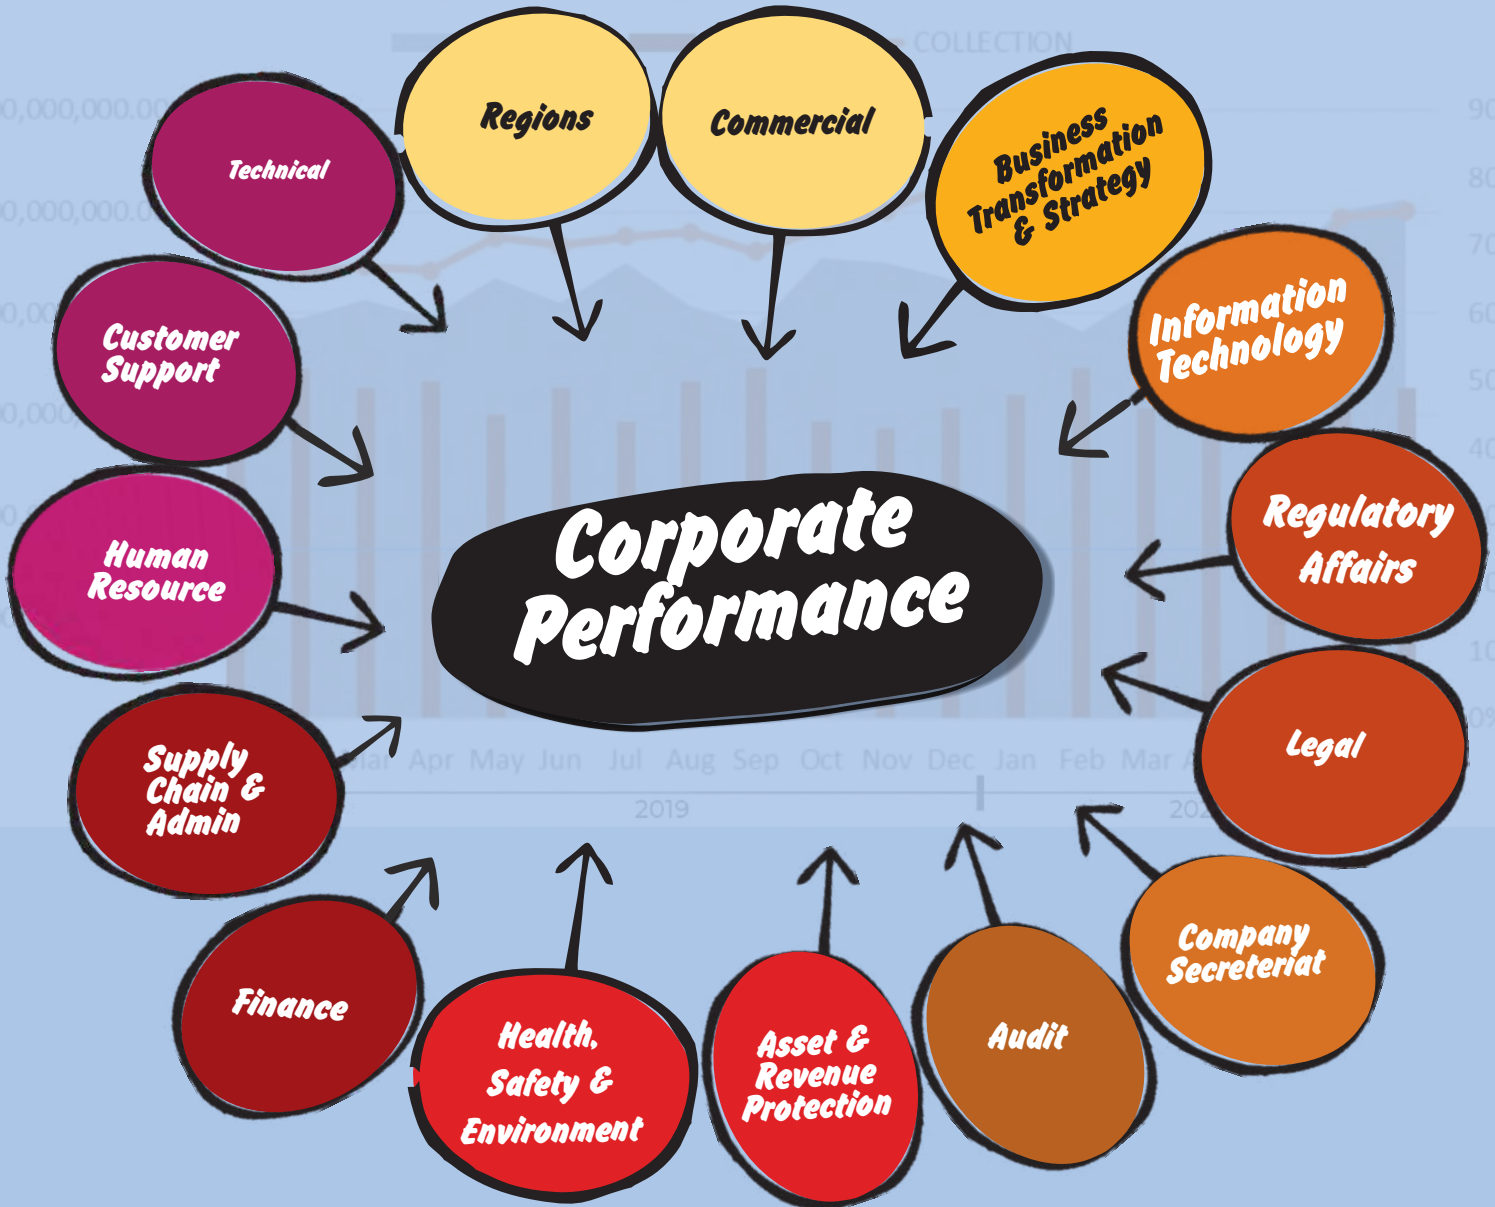 COLLECTION
Regions
Commercial
Technical
Business
Transformation
& Strategy
Information
Technology
Customer
Support
Regulatory
Affairs
Human
Resource
Corporate
Performance
Legal
Supply
Chain &
Admin
Apr May Jun Jul Aug Sep Oct Nov Dec Jan Feb Mar
2019
Company
Secreteriat
Finance
Health,
Safety &
Environment
Asset &
Revenue
Protection
Audit